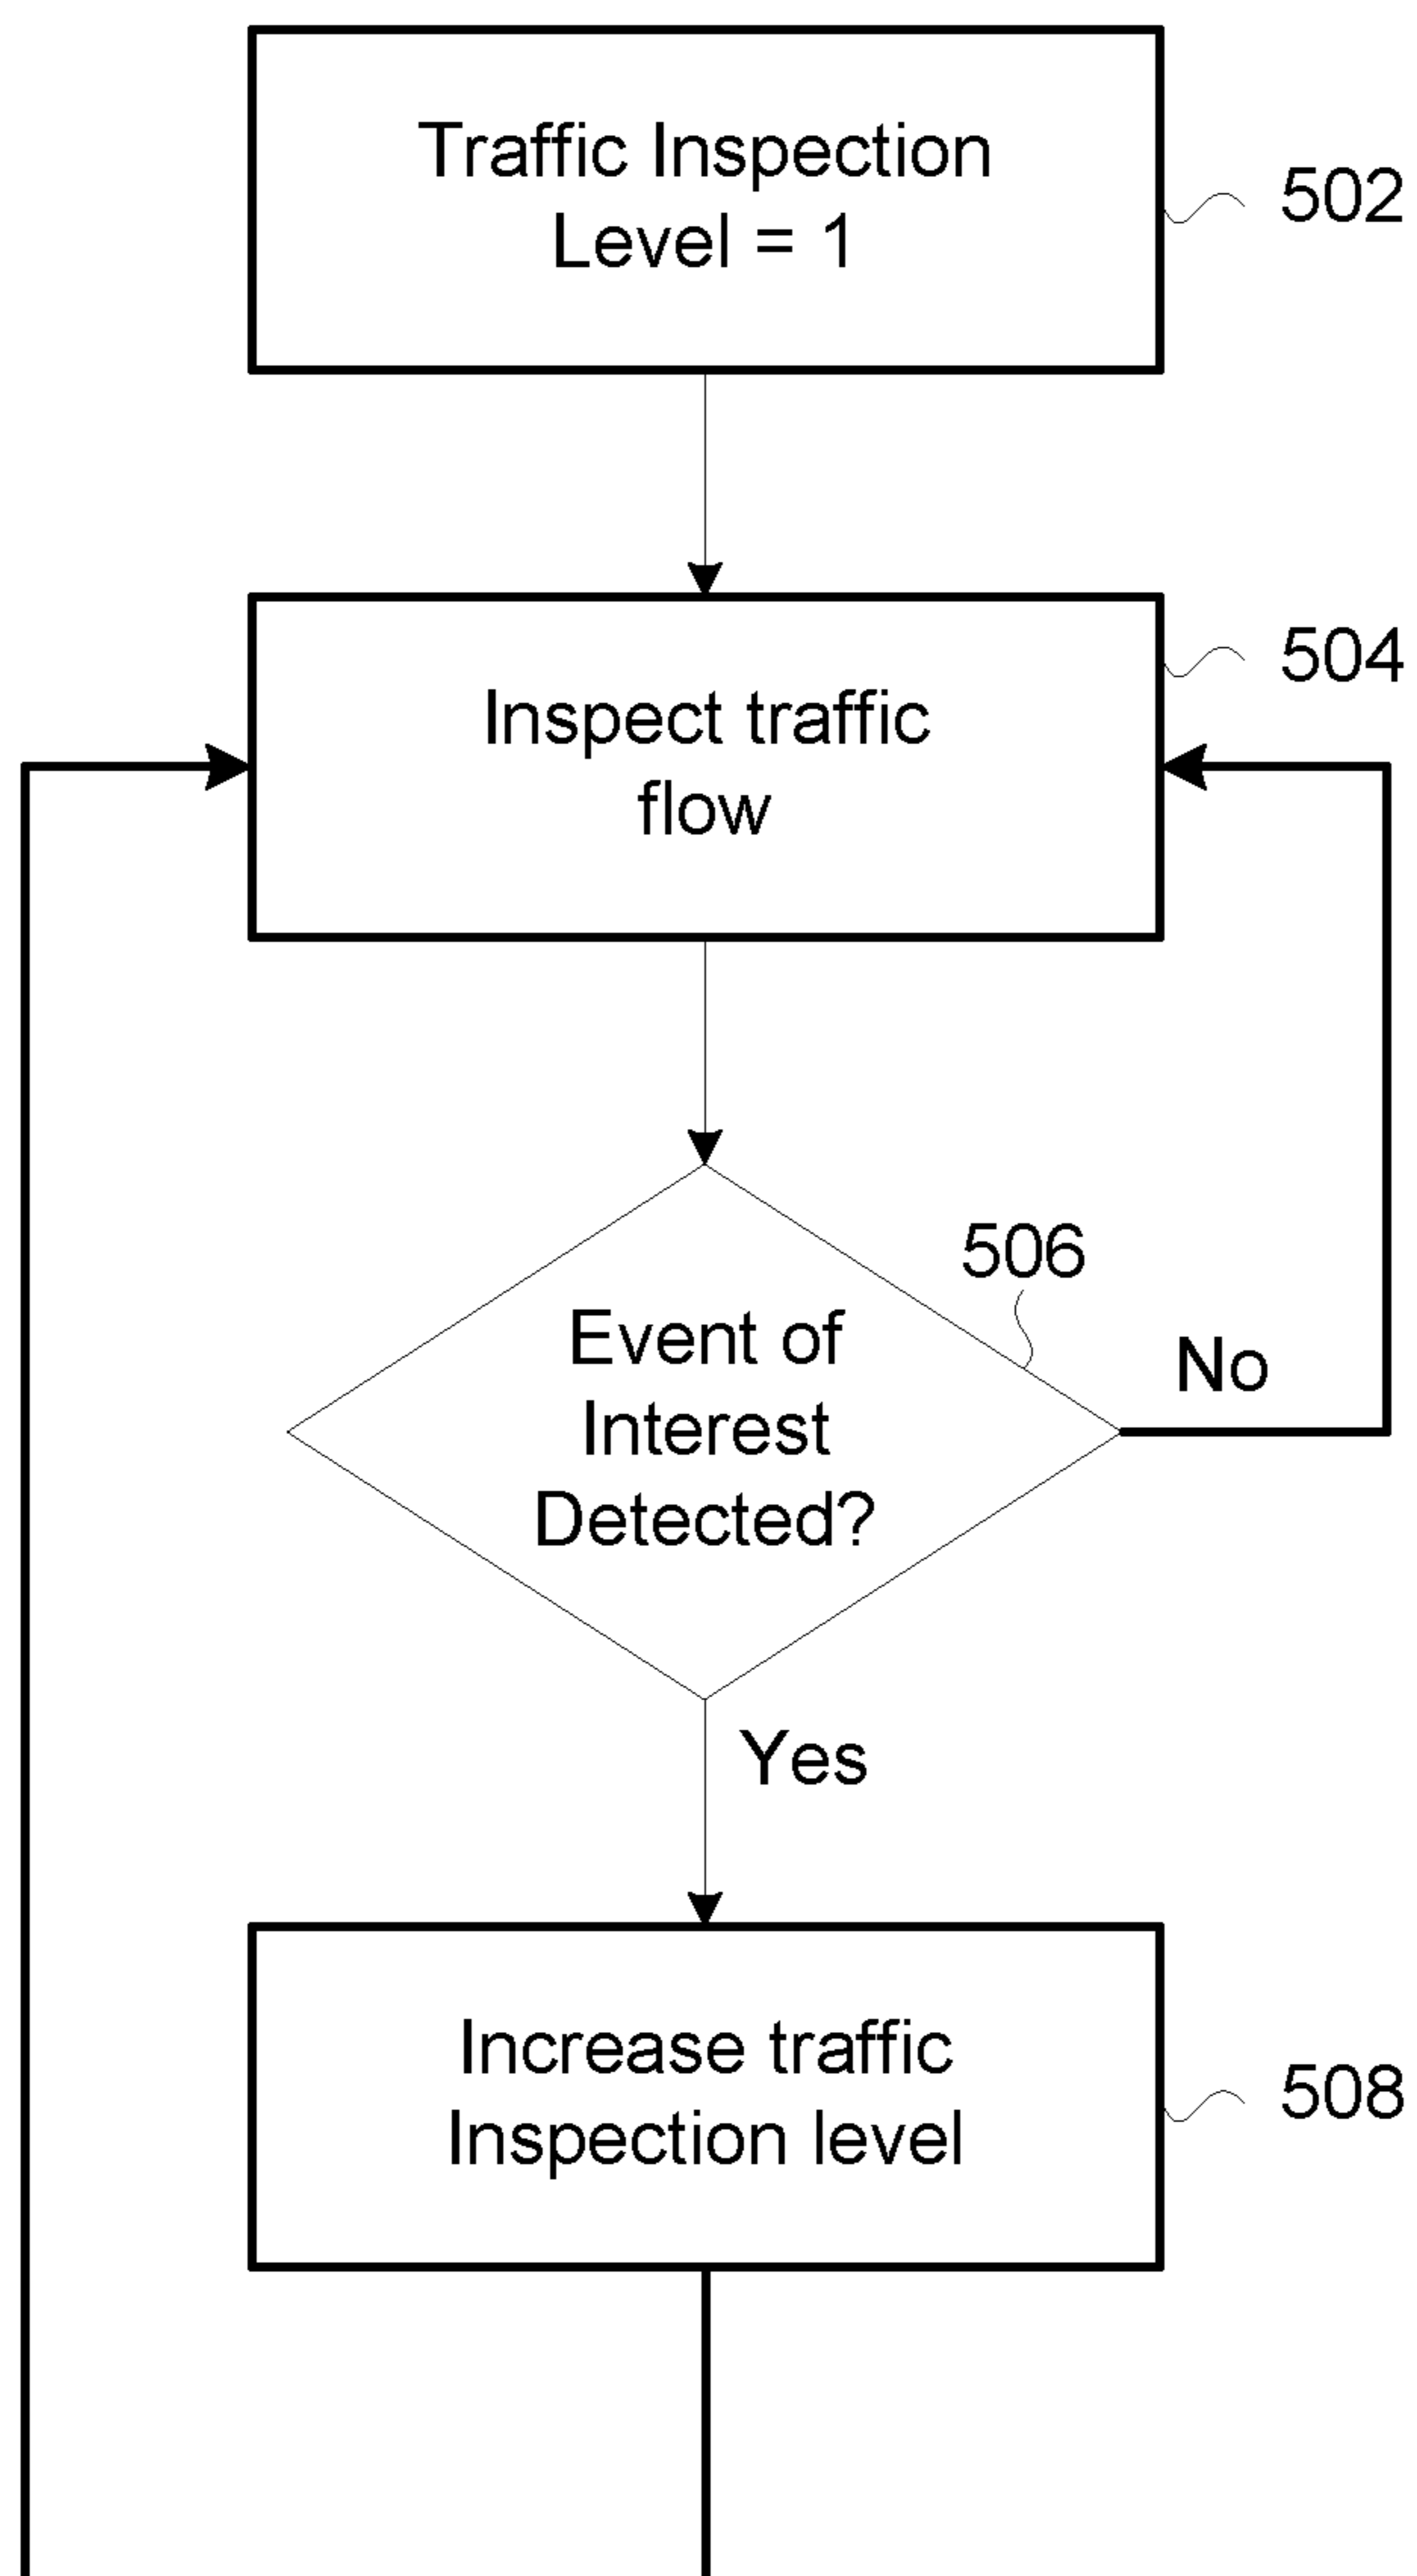 Traffic Inspection
Level = 1
502
504
Inspect traffic
flow
506
Event of
Interest
Detected?
No
Yes
Increase traffic
Inspection level
508